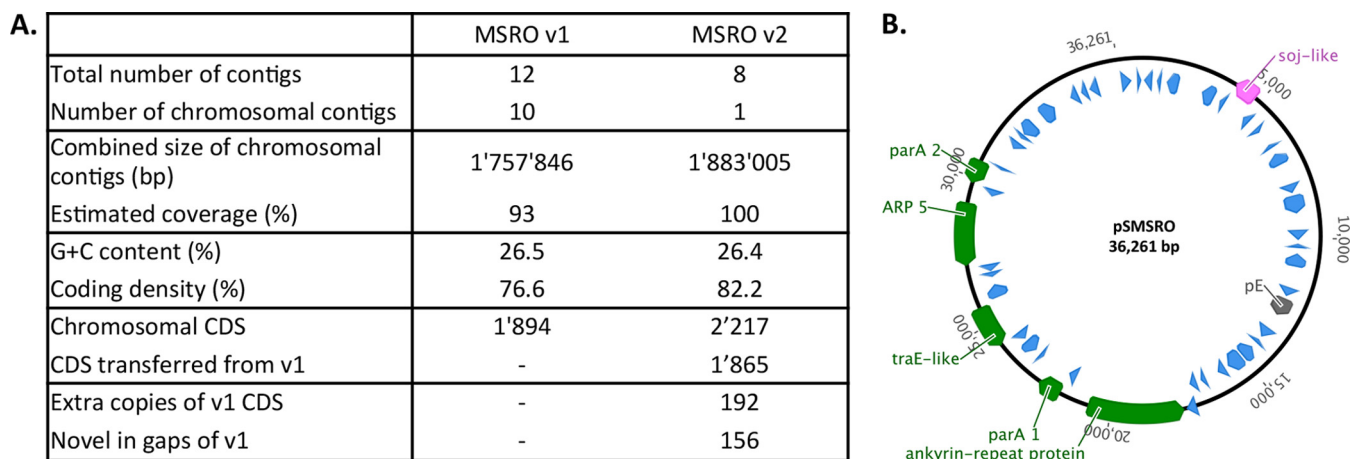 A.
MSRO v1 MSRO v2
Total number of contigs 12 8
Number of chromosomal contigs 10 1
Combined size of chromosomal
contigs (bp) 1'757'846 1'883'005
Estimated coverage (%) 93 100
G+C content (%) 26.5 26.4
Coding density (%) 76.6 82.2
Chromosomal CDS 1'894 2’217
CDS transferred from v1 - 1’865
Extra copies of v1 CDS - 192
Novel in gaps of v1 - 156
B.
36,261
soj-like
5,000
parA 2
30,000
ARP 5
pSMSRO
36,261 bp
10,000
pE
25,000
traE-like
15,000
20,000
parA 1
ankyrin-repeat protein